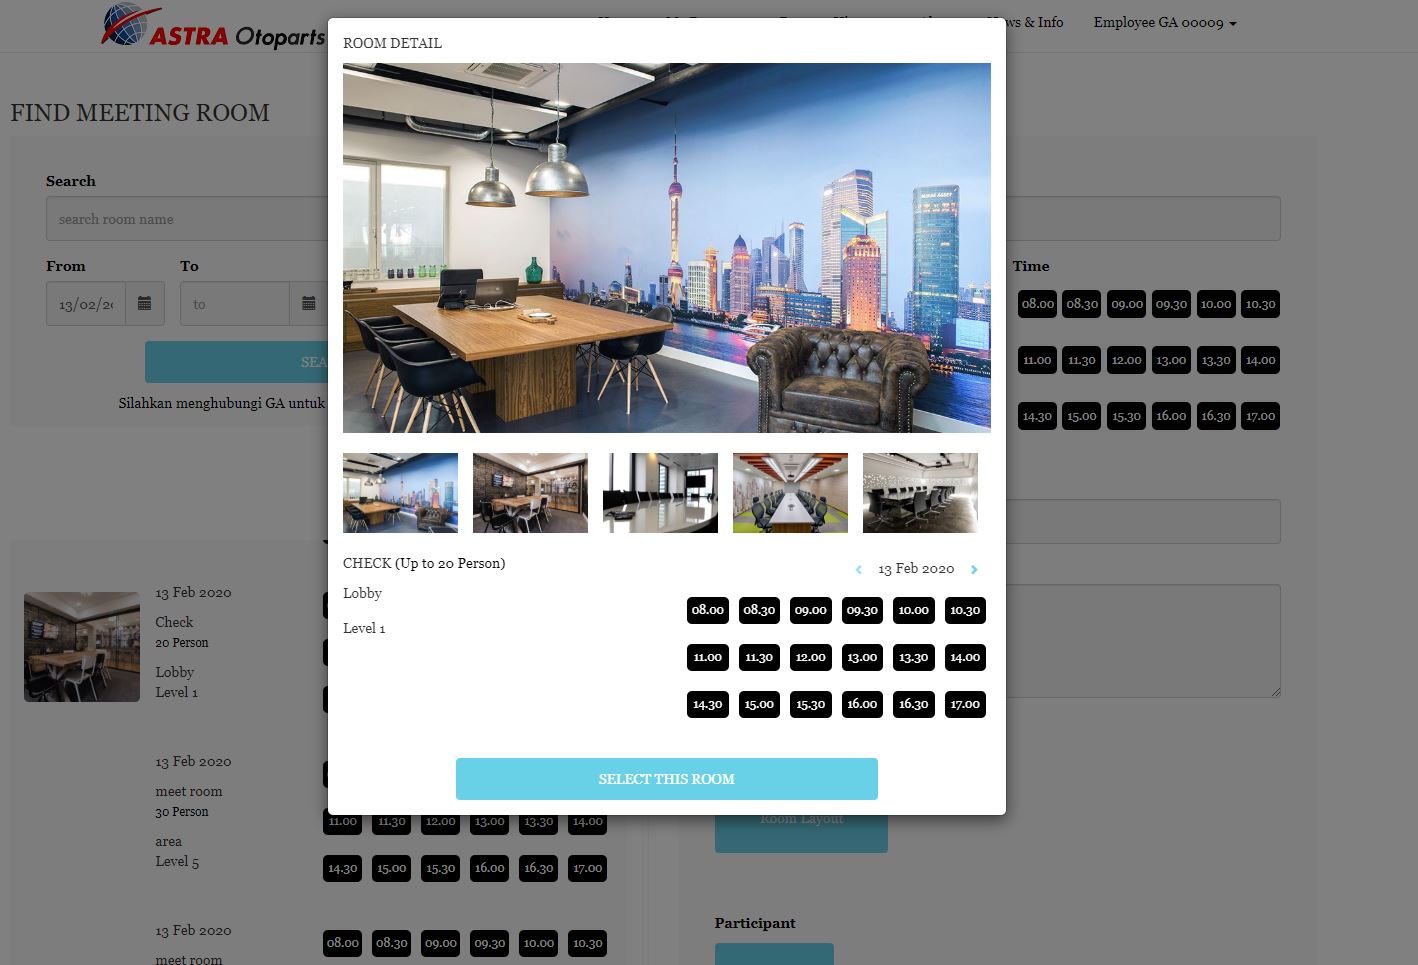 ASTRA Otoparts
& Info
Employee GA 00009
FIND MEETING ROOM
Search
search room name
From
To
13/02/20
to
Silahkan menghubungi GA untuk
Time
08.00 08.30 09.00 09.30 10.00 10.30
11.00 11.30 12.00 13.00 13.30 14.00
14.30 15.00 15.30 16.00 16.30 17.00
ROOM DETAIL
CHECK (Up to 20 Person)
Lobby
Level 1
13 Feb 2020
08.00 08.30 09.00 09.30 10.00 10.30
11.00 11.30 12.00 13.00 13.30 14.00
14.30 15.00 15.30 16.00 16.30 17.00
SELECT THIS ROOM
13 Feb 2020
Check
20 Person
Lobby
Level 1
13 Feb 2020
meet room
30 Person
area
Level 5
11.00 11.30 12.00 13.00 13.30 14.00
14.30 15.00 15.30 16.00 16.30 17.00
13 Feb 2020
meet room
08.00 08.30 09.00 09.30 10.00 10.30
Room Layout
Participant